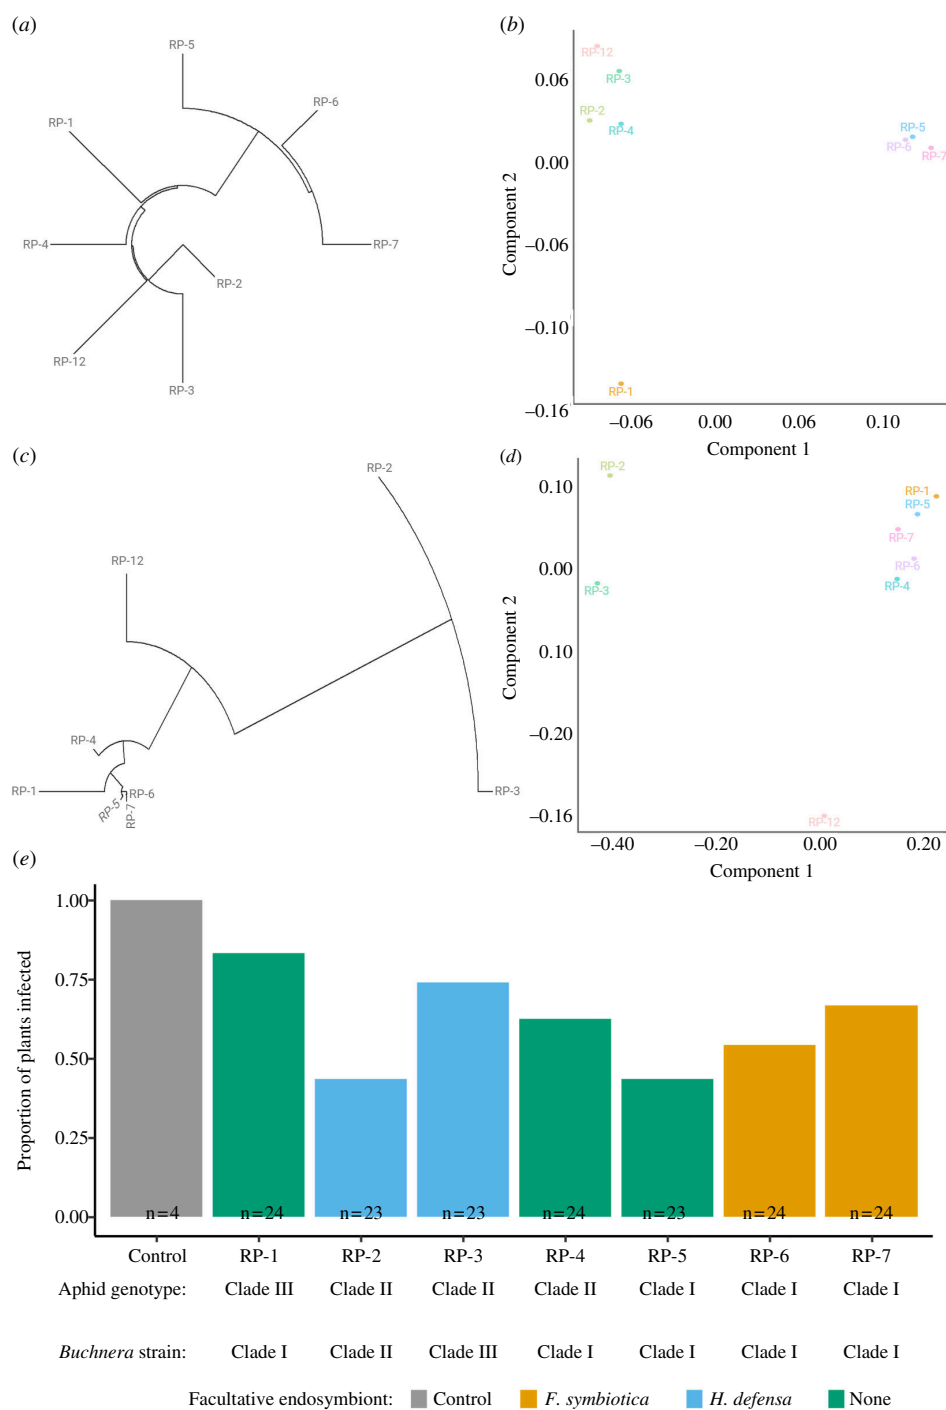 (a)
RP-5
RP-6
RP-1
RP-4
RP-7
RP-2
RP-12
RP-3
(b)
RP-12
0.06
RP-3
RP-2
RP-4
RP-5
RP-6
RP-7
0.00
Component 2
–0.06
–0.10
RP-1
–0.16
–0.06 0.00 0.06 0.10
Component 1
(c)
RP-2
RP-12
RP-4
RP-1
RP-5
RP-6
RP-7
RP-3
(d)
RP-2
0.10
RP-1
RP-5
RP-7
0.00
RP-6
RP-3
RP-4
Component 2
0.10
–0.20
–0.16
RP-12
–0.40 –0.20 0.00 0.20
Component 1
(e)
Proportion of plants infected
1.00
0.75
0.50
0.25
0.00
n=4 n=24 n=23 n=23 n=24 n=23 n=24 n=24
Control RP-1 RP-2 RP-3 RP-4 RP-5 RP-6 RP-7
Aphid genotype: Clade III Clade II Clade II Clade II Clade I Clade I Clade I
Buchnera strain: Clade I Clade II Clade III Clade I Clade I Clade I Clade I
Facultative endosymbiont: Control F. symbiotica H. defensa None